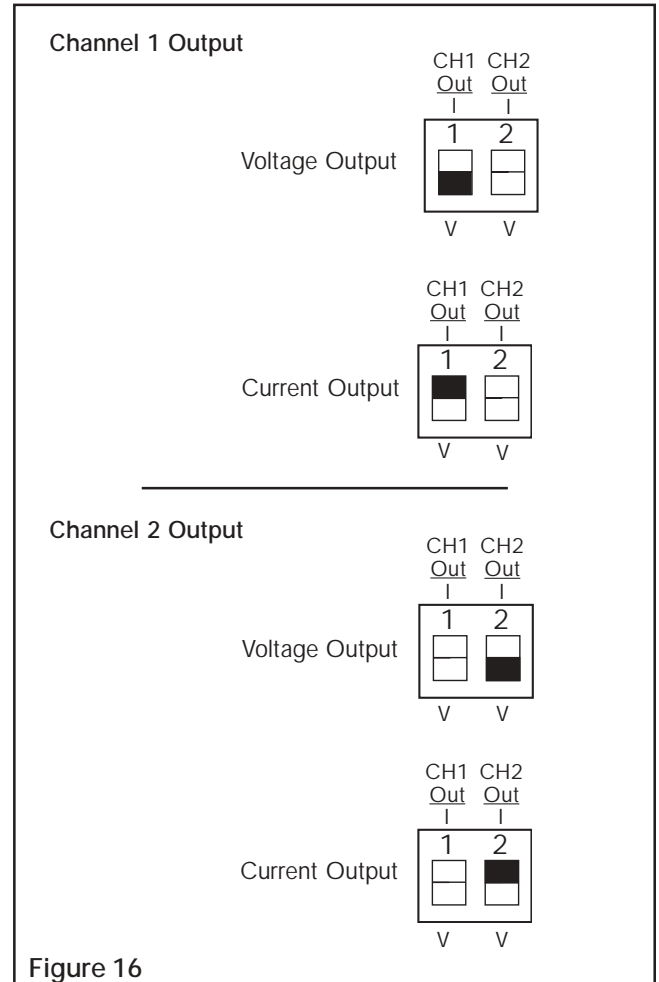 Channel 1 Output
CH1 CH2
Out Out
I I
1 2
Voltage Output
V V
CH1 CH2
Out Out
I I
1 2
Current Output
V V
Channel 2 Output
CH1 CH2
Out Out
I I
1 2
Voltage Output
V V
CH1 CH2
Out Out
I I
1 2
Current Output
V V
Figure 16